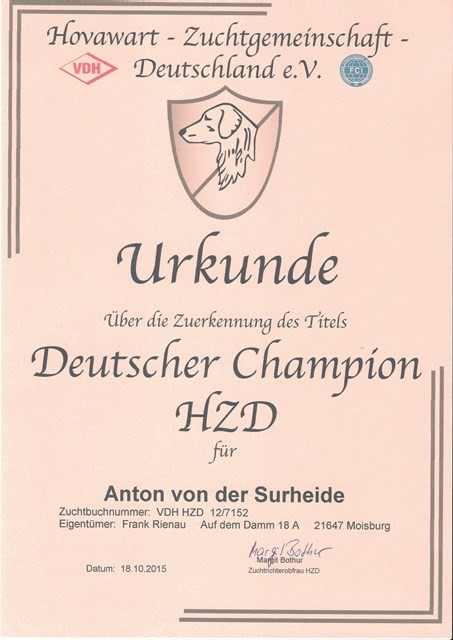 Hovawart - Zuchtgemeinschaft -
Deutschland e.V.
VDH
FCI
Urkunde
Über die Zuerkennung des Titels
Deutscher Champion
HZD
für
Anton von der Surheide
Zuchtbuchnummer: VDH HZD 12/7152
Eigentümer: Frank Rienau Auf dem Damm 18 A 21647 Moisburg
Margit Bothur
Margit Bothur
Datum: 18.10.2015 Zuchtrichterobfrau HZD